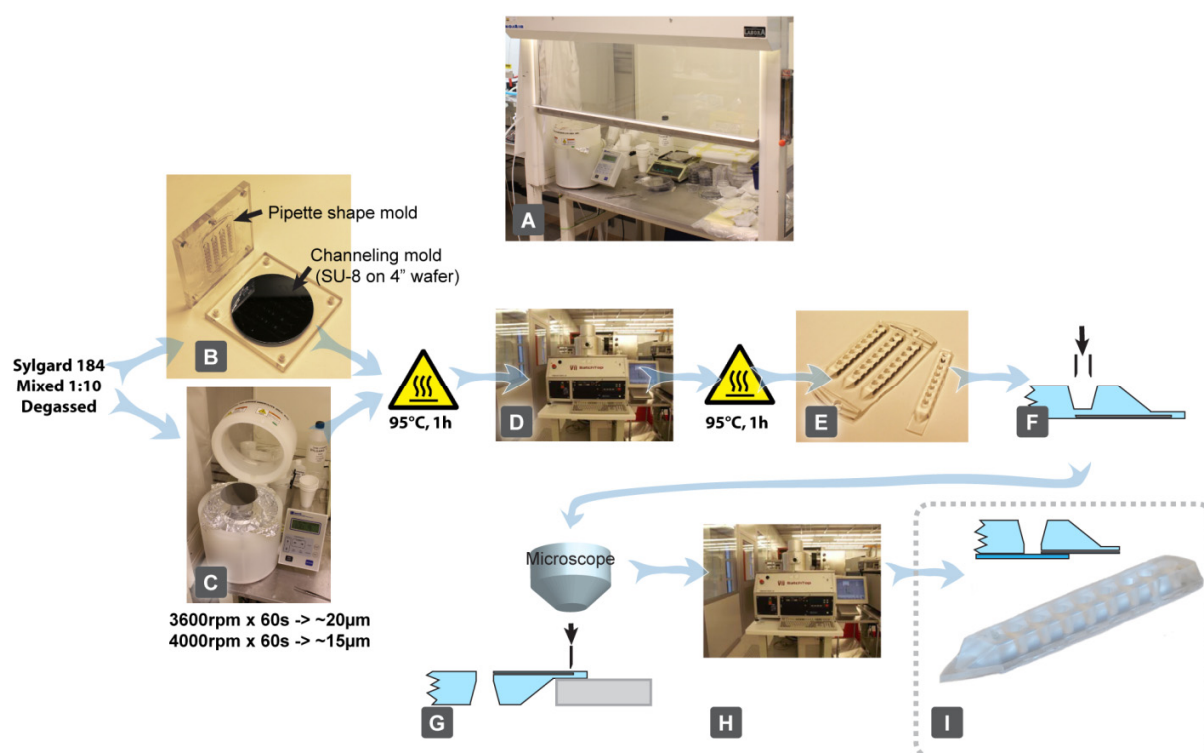 LABORA
A
Pipette shape mold
Channeling mold
(SU-8 on 4” wafer)
B
Sylgard 184
Mixed 1:10
Degassed
95°C, 1h
D
95°C, 1h
E
F
C
3600rpm x 60s -> ~20µm
4000rpm x 60s -> ~15µm
Microscope
G
H
I